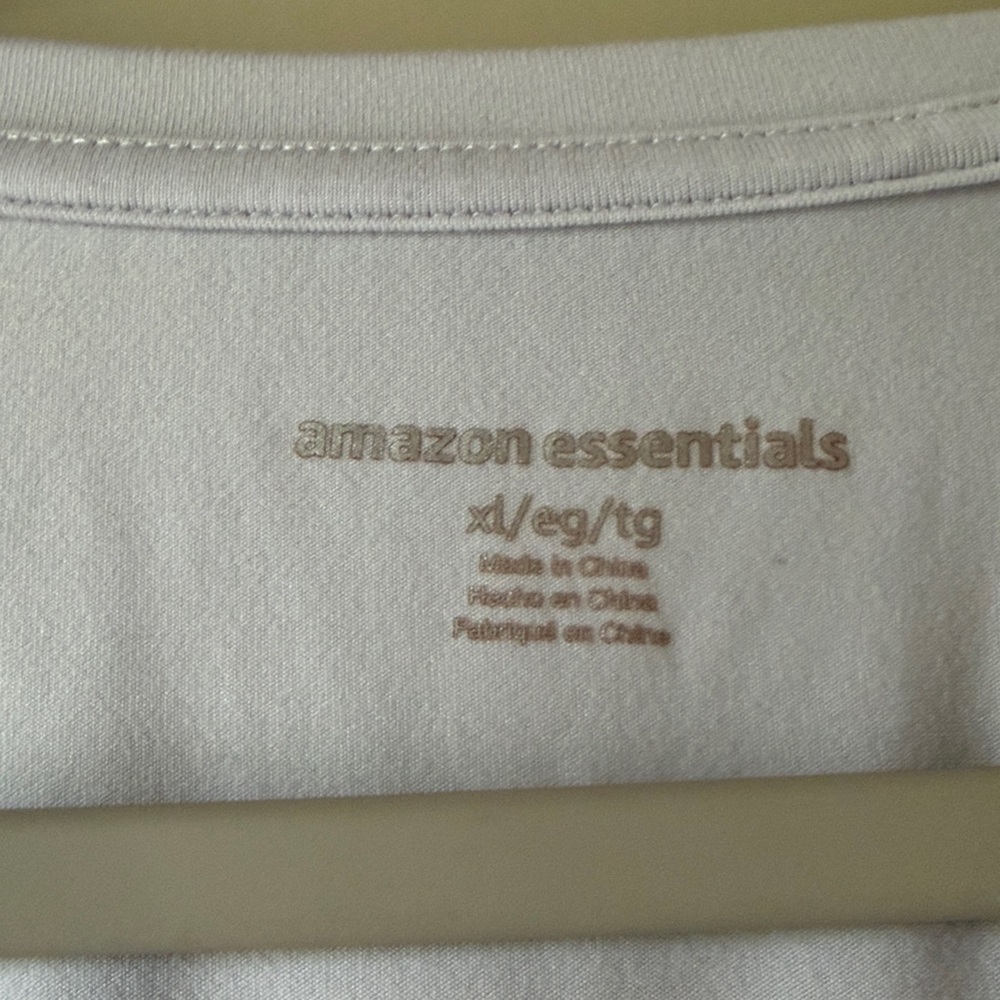 amazon essentials
xl/eg/tg
Made in China
Hecho en China
Fabriqué en Chine